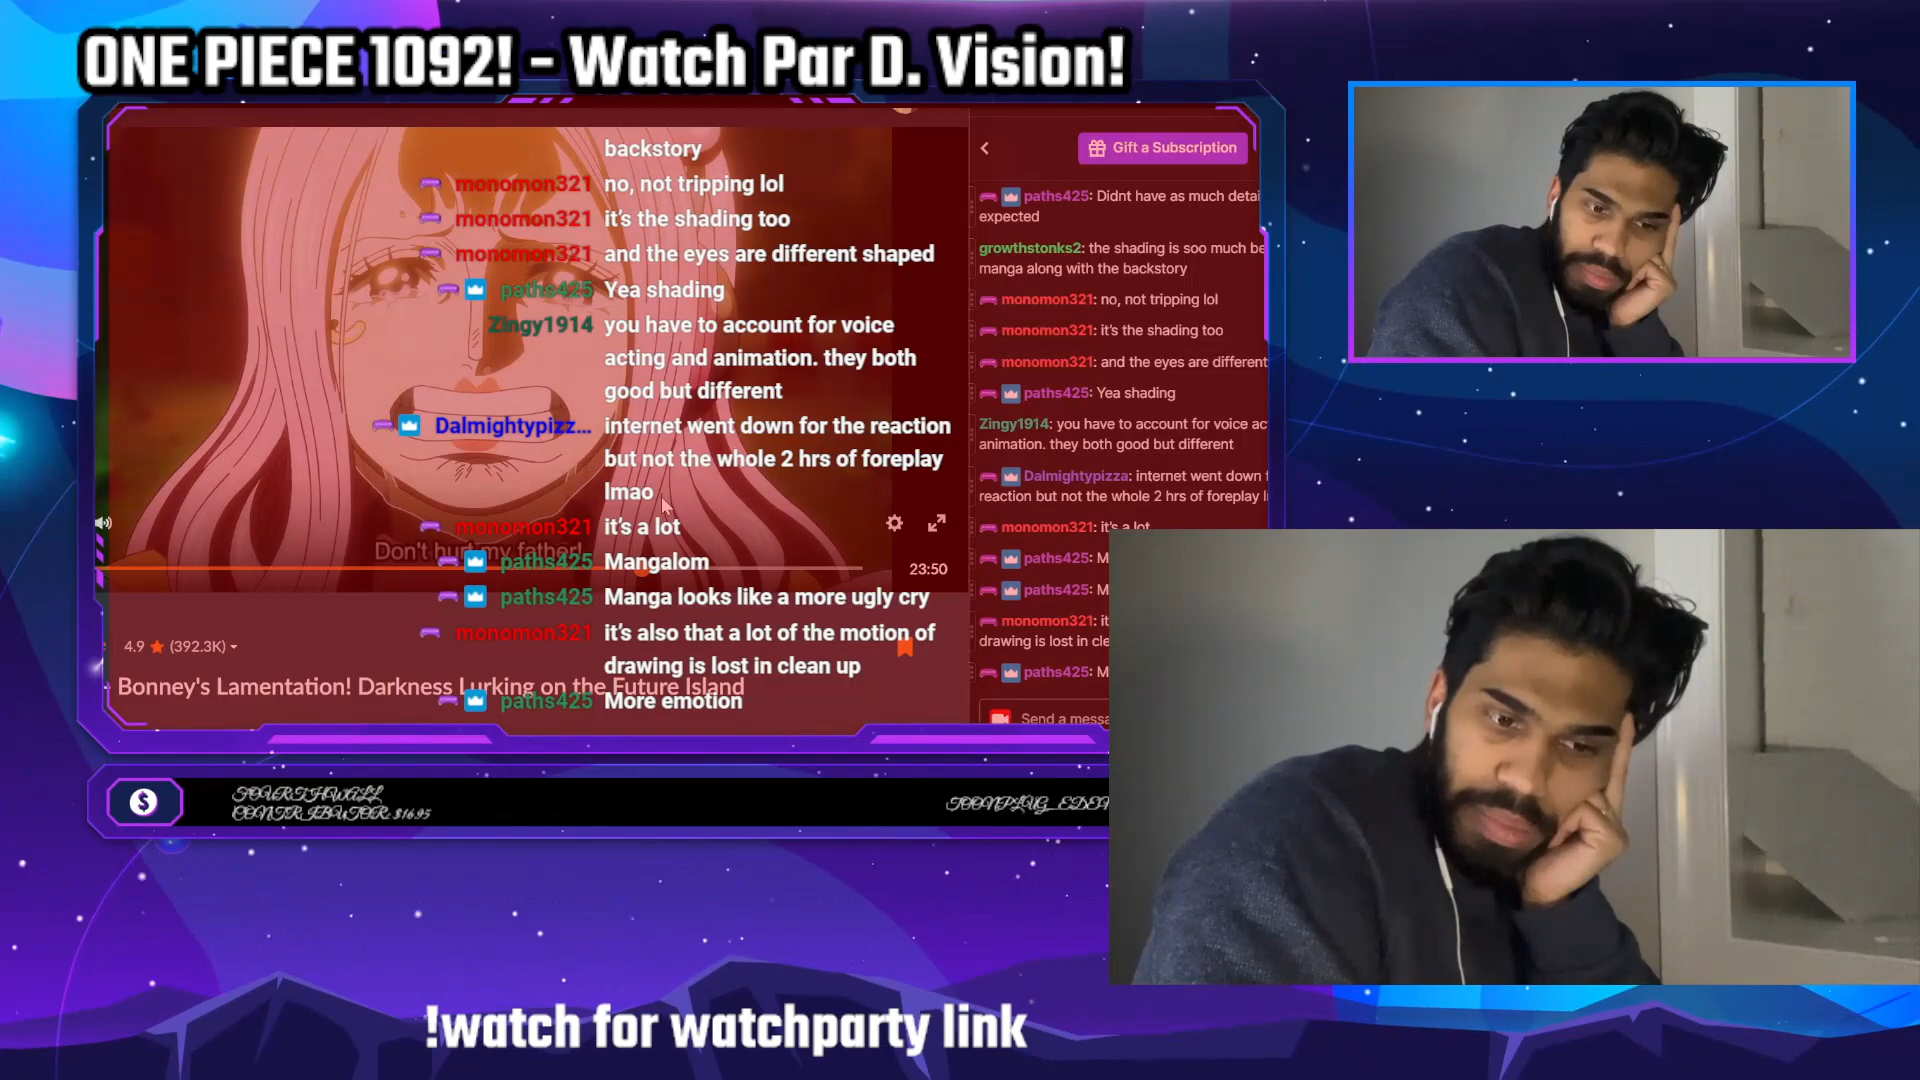 ONE PIECE 1092! - Watch Par D. Vision!
backstory
monomon321 no, not tripping lol
monomon321 it's the shading too
monomon321 and the eyes are different shaped
paths425 Yea shading
Zingy1914 you have to account for voice
acting and animation. they both
good but different
Dalmightypizz... internet went down for the reaction
but not the whole 2 hrs of foreplay
lmao
monomon321 it's a lot
Don't hurt my father!
paths425 Mangalom
23:50
paths425 Manga looks like a more ugly cry
monomon321 it's also that a lot of the motion of
drawing is lost in clean up
4.9 ★ (392.3K)
Bonney's Lamentation! Darkness Lurking on the Future Island
paths425 More emotion
Gift a Subscription
paths425: Didnt have as much detai
expected
growthstonks2: the shading is soo much be
manga along with the backstory
monomon321: no, not tripping lol
monomon321: it's the shading too
monomon321: and the eyes are different
paths425: Yea shading
Zingy1914: you have to account for voice ac
animation. they both good but different
Dalmightypizza: internet went down f
reaction but not the whole 2 hrs of foreplay l
monomon321: it's a lot
paths425: M
paths425: M
monomon321: it
drawing is lost in cle
paths425: M
Send a messa
$
FOURTHWALL
CONTRIBUTOR: $16.95
TOONPLUG_EDEN
!watch for watchparty link